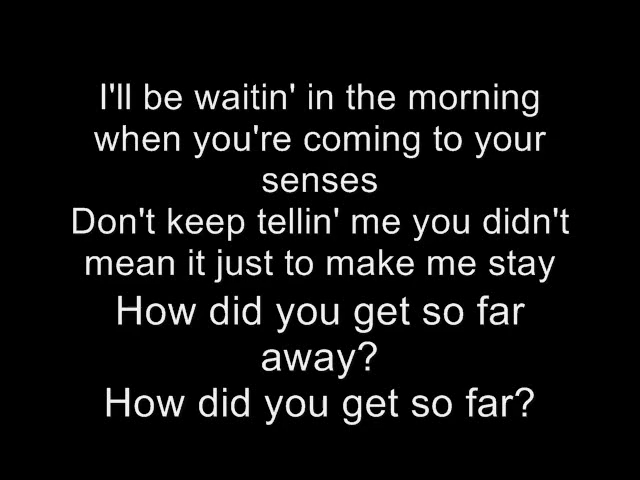 I'll be waitin' in the morning
when you're coming to your
senses
Don't keep tellin' me you didn't
mean it just to make me stay
How did you get so far
away?
How did you get so far?